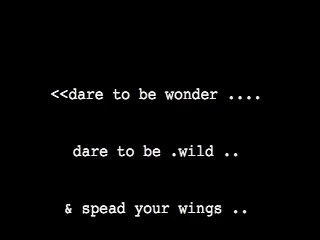 <<dare to be wonder ....
dare to be .wild ..
& spead your wings ..